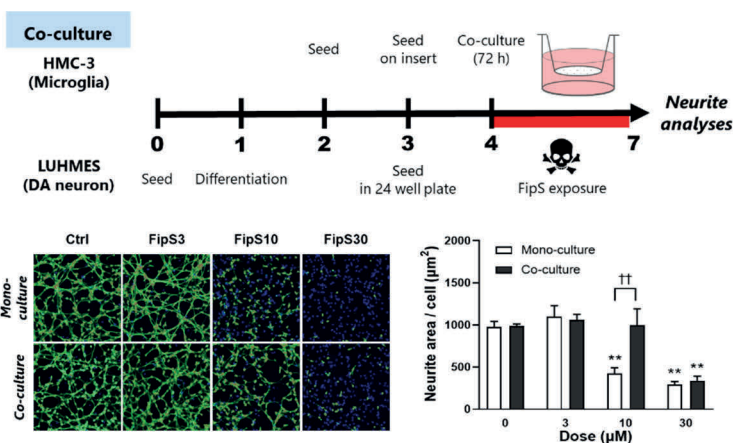 Co-culture
HMC-3
(Microglia)
Seed
Seed
on insert
Co-culture
(72 h)
0
1
2
3
4
7
Neurite
analyses
LUHMES
(DA neuron)
Seed
Differentiation
Seed
in 24 well plate
FipS exposure
Ctrl
FipS3
FipS10
FipS30
Mono-
culture
Co-culture
Neurite area / cell (µm²)
2000
1500
1000
500
0
Mono-culture
Co-culture
††
**
**
**
0
3
10
30
Dose (µM)